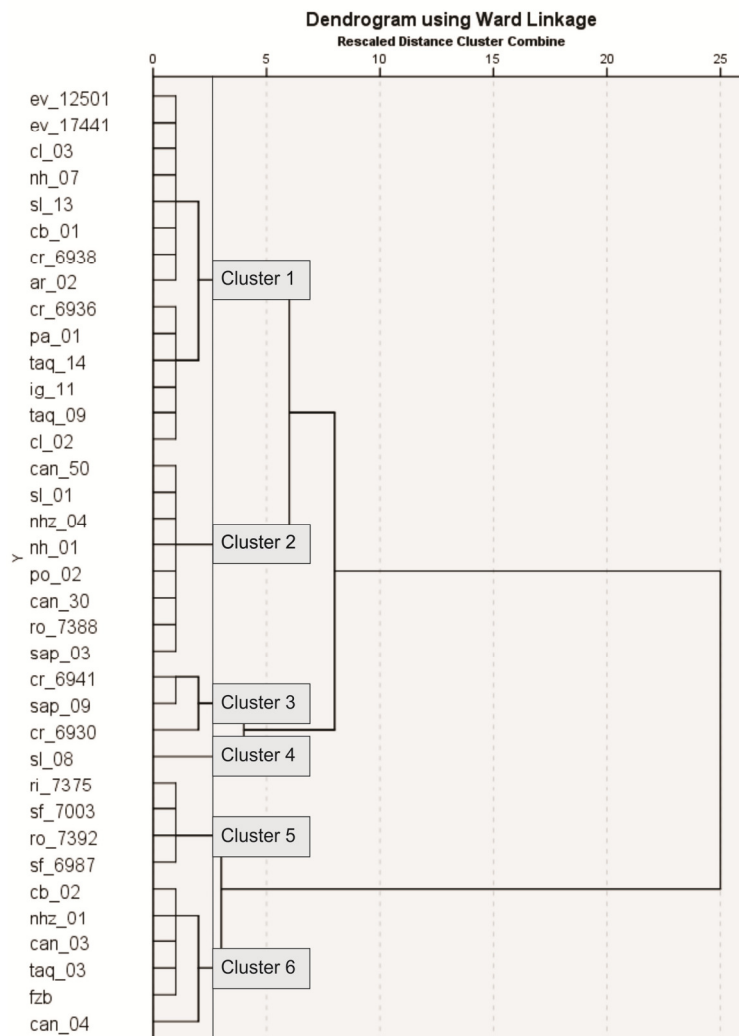 Dendrogram using Ward Linkage
Rescaled Distance Cluster Combine
0 5 10 15 20 25
ev_12501
ev_17441
cl_03
nh_07
sl_13
cb_01
cr_6938
ar_02
Cluster 1
cr_6936
pa_01
taq_14
ig_11
taq_09
cl_02
can_50
sl_01
nhz_04
nh_01
Cluster 2
Y
po_02
can_30
ro_7388
sap_03
cr_6941
sap_09
Cluster 3
cr_6930
sl_08
Cluster 4
ri_7375
sf_7003
ro_7392
Cluster 5
sf_6987
cb_02
nhz_01
can_03
taq_03
Cluster 6
fzb
can_04